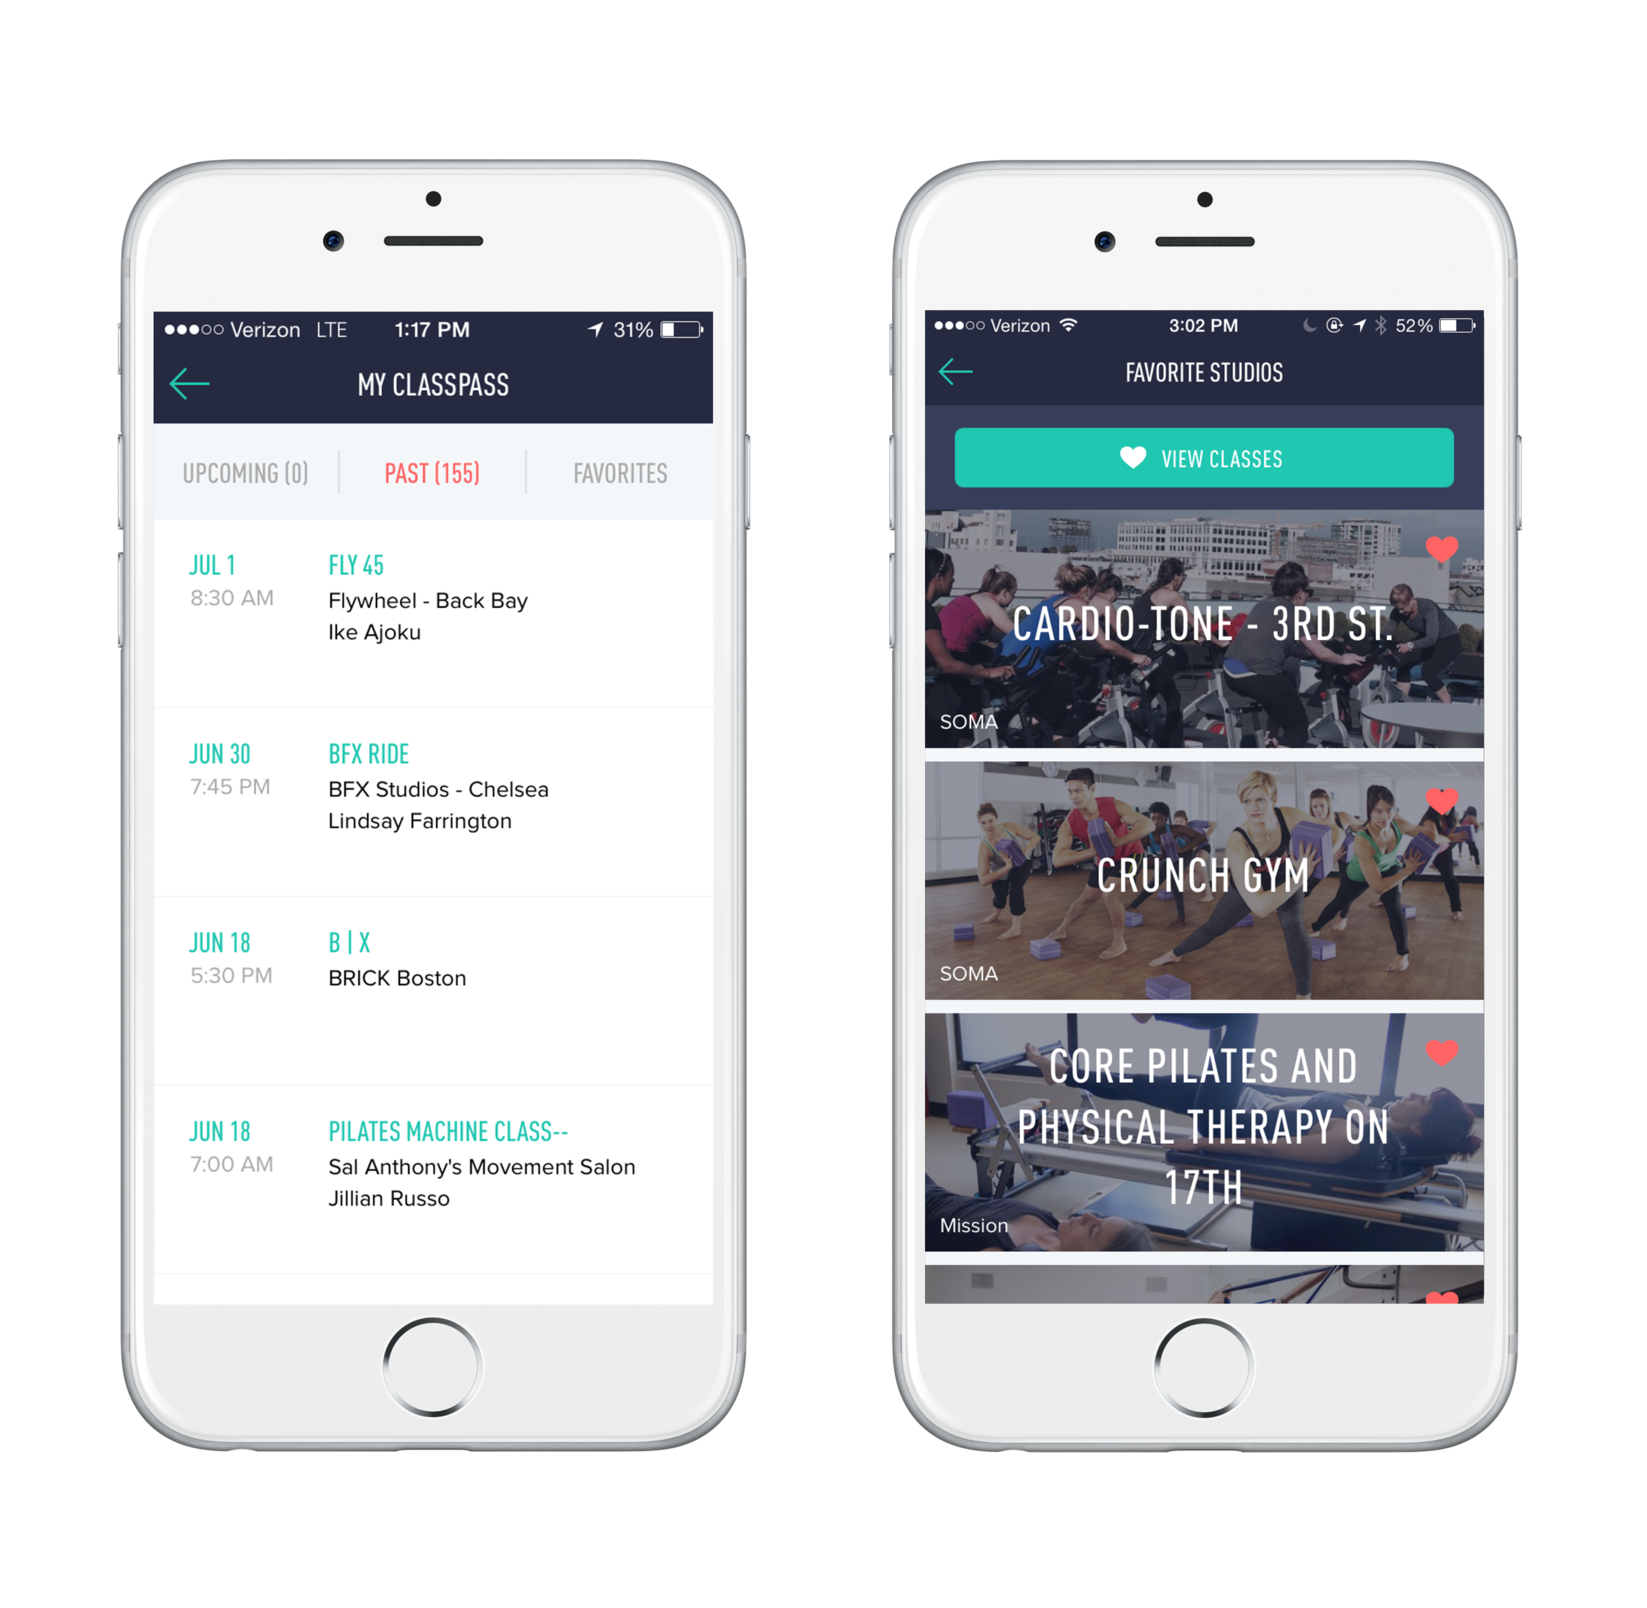 Verizon LTE 1:17 PM 31%
MY CLASSPASS
UPCOMING (0) PAST (155) FAVORITES
JUL 1 FLY 45
8:30 AM Flywheel - Back Bay
Ike Ajoku
JUN 30 BFX RIDE
7:45 PM BFX Studios - Chelsea
Lindsay Farrington
JUN 18 B | X
5:30 PM BRICK Boston
JUN 18 PILATES MACHINE CLASS--
7:00 AM Sal Anthony's Movement Salon
Jillian Russo
Verizon 3:02 PM 52%
FAVORITE STUDIOS
VIEW CLASSES
CARDIO-TONE - 3RD ST.
SOMA
CRUNCH GYM
SOMA
CORE PILATES AND
PHYSICAL THERAPY ON
17TH
Mission